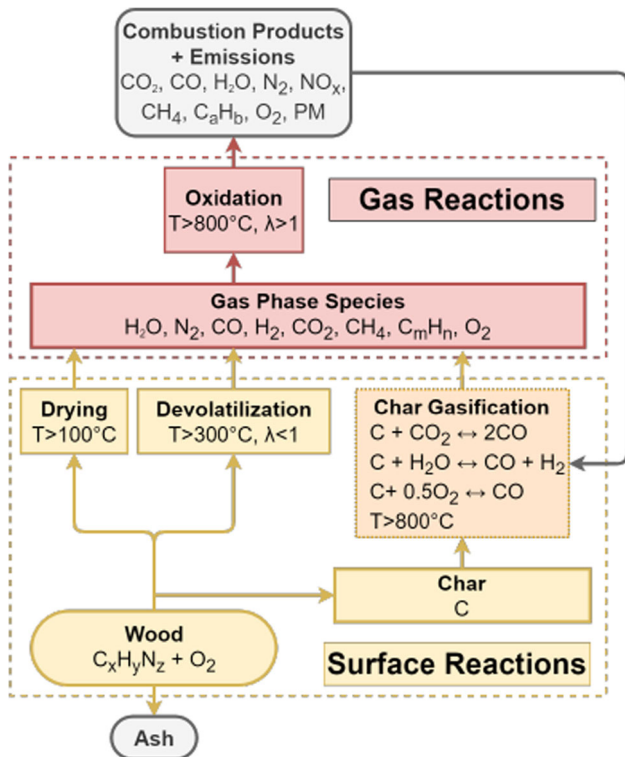 Combustion Products
+ Emissions
CO₂, CO, H₂O, N₂, NOₓ,
CH₄, CₐH_b, O₂, PM
Oxidation
T>800°C, λ>1
Gas Reactions
Gas Phase Species
H₂O, N₂, CO, H₂, CO₂, CH₄, CₘHₙ, O₂
Drying
T>100°C
Devolatilization
T>300°C, λ<1
Char Gasification
C + CO₂ ↔ 2CO
C + H₂O ↔ CO + H₂
C+ 0.5O₂ ↔ CO
T>800°C
Char
C
Wood
CₓH_yN_z + O₂
Surface Reactions
Ash